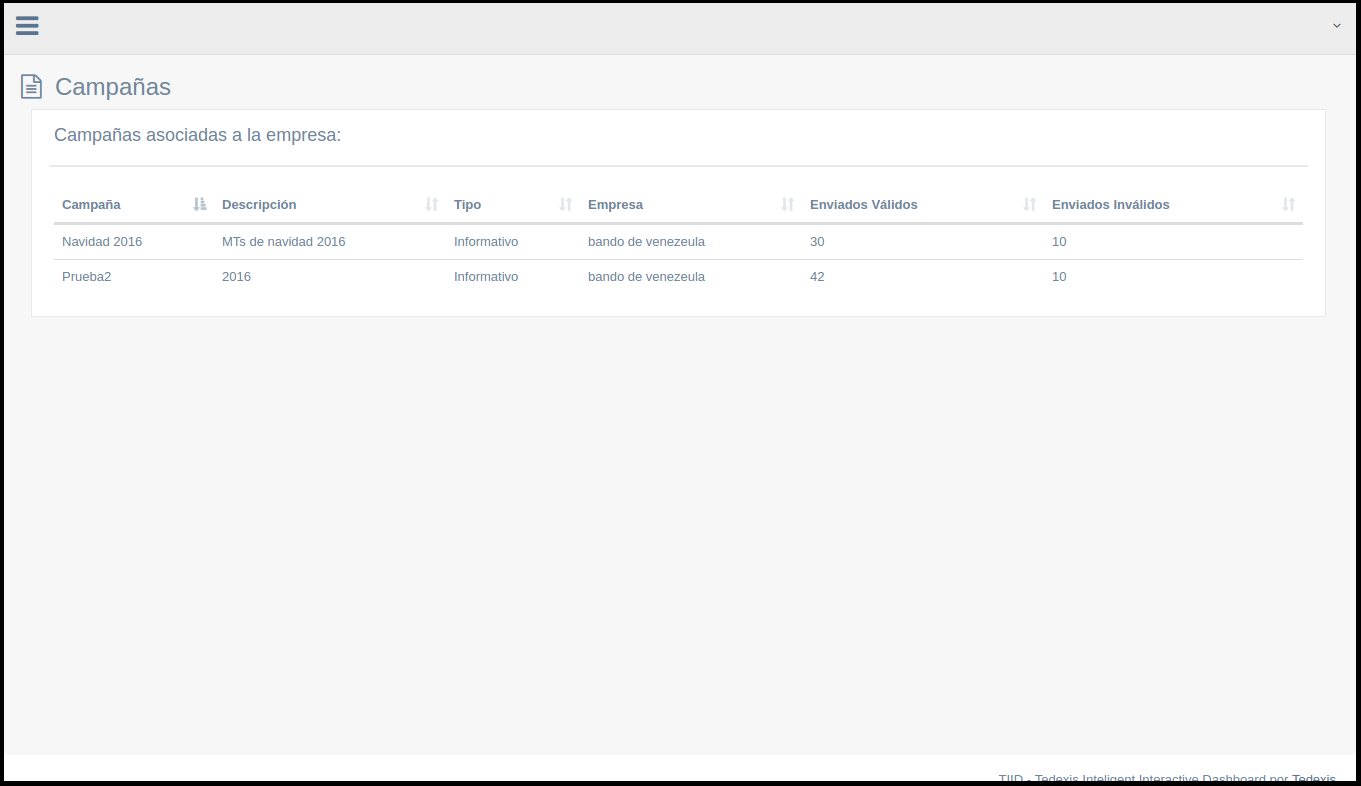 Campañas
Campañas asociadas a la empresa:
Campaña Descripción Tipo Empresa Enviados Válidos Enviados Inválidos
Navidad 2016 MTs de navidad 2016 Informativo bando de venezeula 30 10
Prueba2 2016 Informativo bando de venezeula 42 10
TIID - Tedexis Inteligent Interactive Dashboard por Tedexis